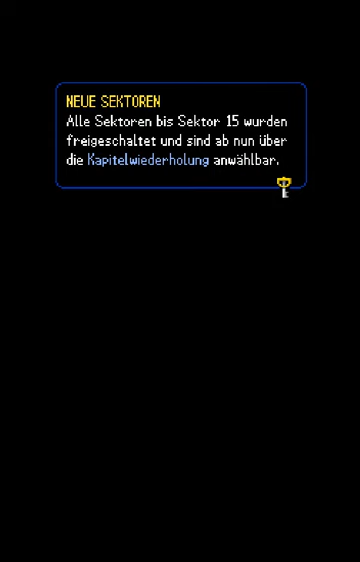 NEUE SEKTOREN
Alle Sektoren bis Sektor 15 wurden
freigeschaltet und sind ab nun über
die Kapitelwiederholung anwählbar.